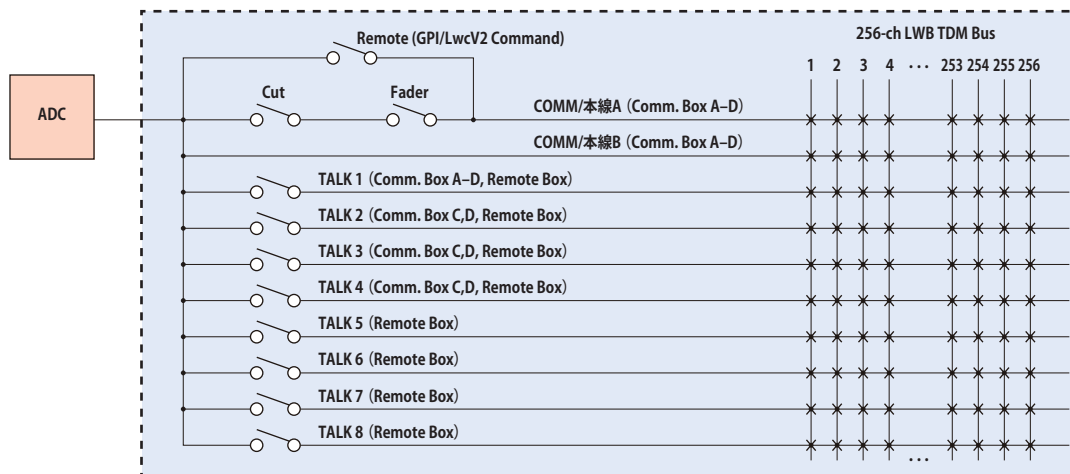 Remote (GPI/LwcV2 Command)
256-ch LWB TDM Bus
1 2 3 4 ... 253 254 255 256
ADC
Cut
Fader
COMM/本線A (Comm. Box A–D)
COMM/本線B (Comm. Box A–D)
TALK 1 (Comm. Box A–D, Remote Box)
TALK 2 (Comm. Box C,D, Remote Box)
TALK 3 (Comm. Box C,D, Remote Box)
TALK 4 (Comm. Box C,D, Remote Box)
TALK 5 (Remote Box)
TALK 6 (Remote Box)
TALK 7 (Remote Box)
TALK 8 (Remote Box)
...